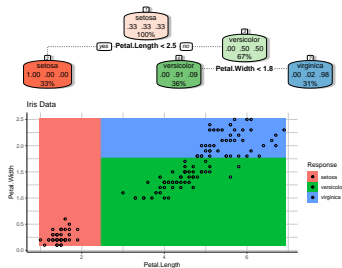 1
setosa
.33 .33 .33
100%
yes
Petal.Length < 2.5
no
3
versicolor
.00 .50 .50
67%
Petal.Width < 1.8
2
setosa
1.00 .00 .00
33%
6
versicolor
.00 .91 .09
36%
7
virginica
.00 .02 .98
31%
Iris Data
Petal.Width
2.5
2.0
1.5
1.0
0.5
0.0
2
4
6
Petal.Length
Response
setosa
versicolo
virginica